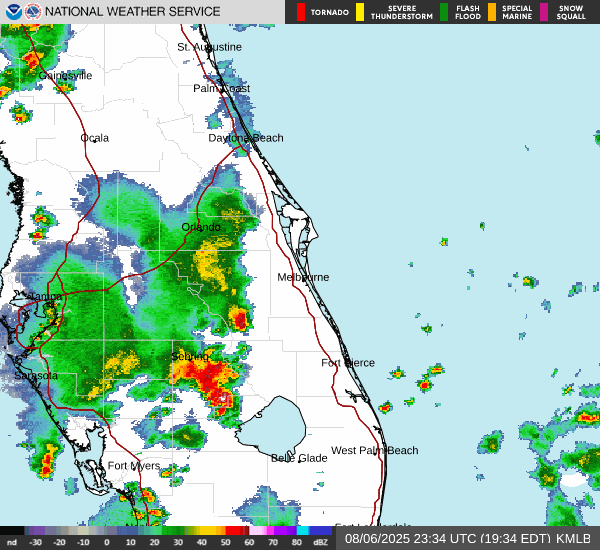 NATIONAL WEATHER SERVICE
TORNADO
SEVERE
THUNDERSTORM
FLASH
FLOOD
SPECIAL
MARINE
SNOW
SQUALL
St. Augustine
Gainesville
Palm Coast
Ocala
Daytona Beach
Orlando
Melbourne
Tampa
Sebring
Fort Pierce
Sarasota
West Palm Beach
Belle Glade
Fort Myers
nd -30 -20 -10 0 10 20 30 40 50 60 70 80 dBZ
08/06/2025 23:34 UTC (19:34 EDT) KMLB